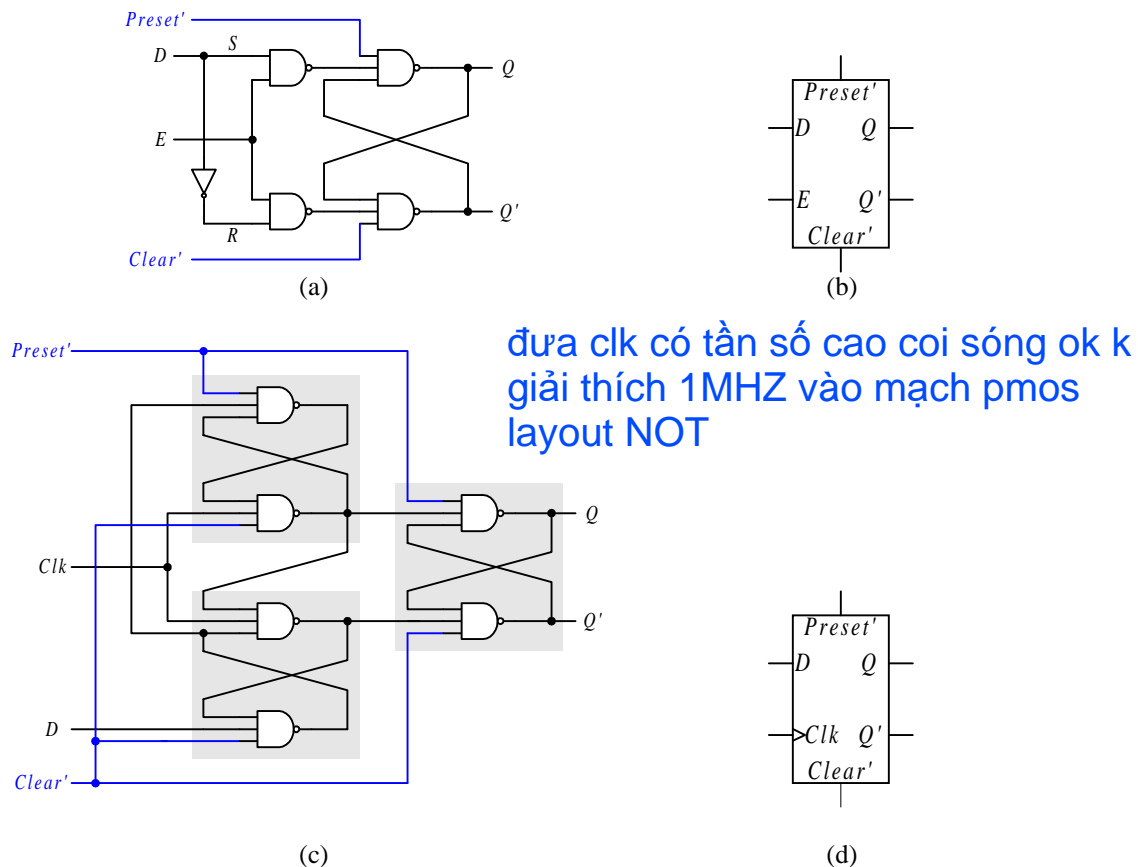 Preset'
D
S
E
R
Q
Q'
Clear'
(a)
Preset'
D Q
E Q'
Clear'
(b)
đưa clk có tần số cao coi sóng ok k
giải thích 1MHZ vào mạch pmos
layout NOT
Preset'
Clk
D
Clear'
Q
Q'
(c)
Preset'
D Q
Clk Q'
Clear'
(d)